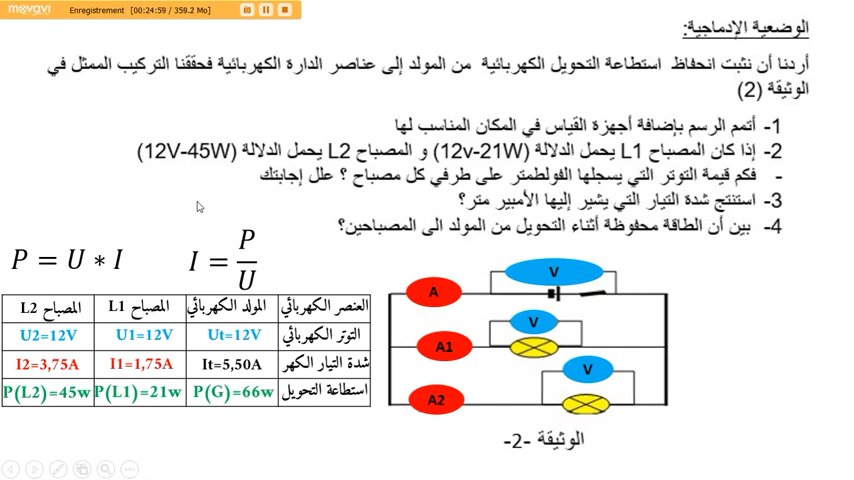 movavi Enregistrement [00:24:59 / 359.2 Mo]
الوضعية الإدماجية:
أردنا أن نثبت انحفاظ استطاعة التحويل الكهربائية من المولد إلى عناصر الدارة الكهربائية فحققنا التركيب الممثل في
الوثيقة (2)
1- أتمم الرسم بإضافة أجهزة القياس في المكان المناسب لها
2- إذا كان المصباح L1 يحمل الدلالة (12v-21W) و المصباح L2 يحمل الدلالة (12V-45W)
- فكم قيمة التوتر التي يسجلها الفولطمتر على طرفي كل مصباح ؟ علل إجابتك
3- استنتج شدة التيار التي يشير إليها الأمبير متر؟
4- بين أن الطاقة محفوظة أثناء التحويل من المولد الى المصباحين؟
P = U * I
I = P/U
العنصر الكهربائي المولد الكهربائي المصباح L1 المصباح L2
التوتر الكهربائي Ut=12V U1=12V U2=12V
شدة التيار الكهر It=5,50A I1=1,75A I2=3,75A
استطاعة التحويل P(G)=66w P(L1)=21w P(L2)=45w
V
A
V
A1
V
A2
الوثيقة -2-